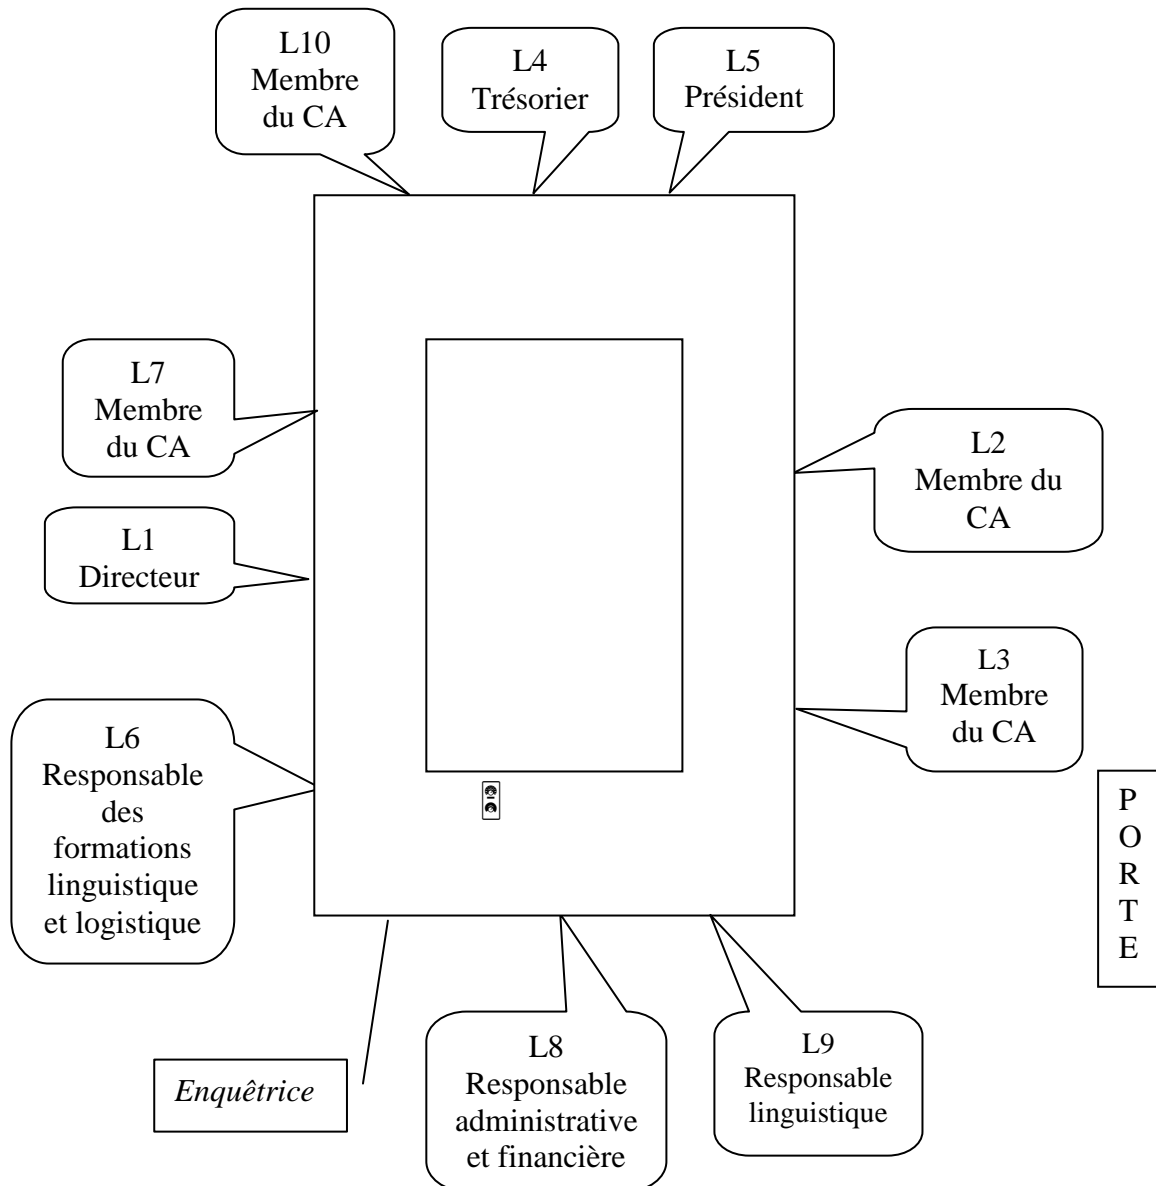 L10
Membre
du CA
L4
Trésorier
L5
Président
L7
Membre
du CA
L2
Membre du
CA
L1
Directeur
L3
Membre
du CA
L6
Responsable
des
formations
linguistique
et logistique
P
O
R
T
E
Enquêtrice
L8
Responsable
administrative
et financière
L9
Responsable
linguistique